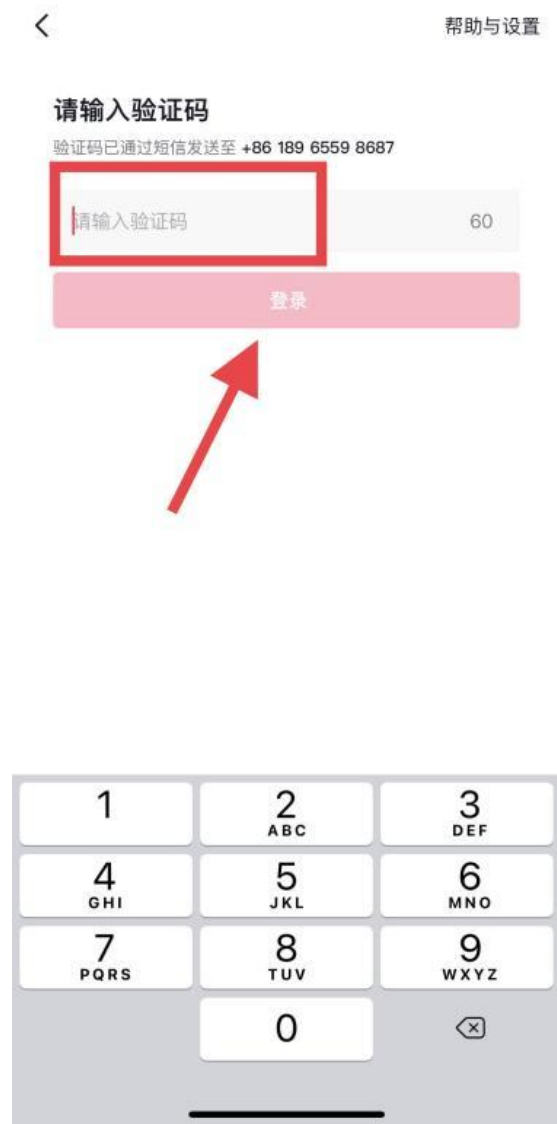 帮助与设置
请输入验证码
验证码已通过短信发送至 +86 189 6559 8687
请输入验证码 60
登录
1 2 3
ABC DEF
4 5 6
GHI JKL MNO
7 8 9
PQRS TUV WXYZ
0